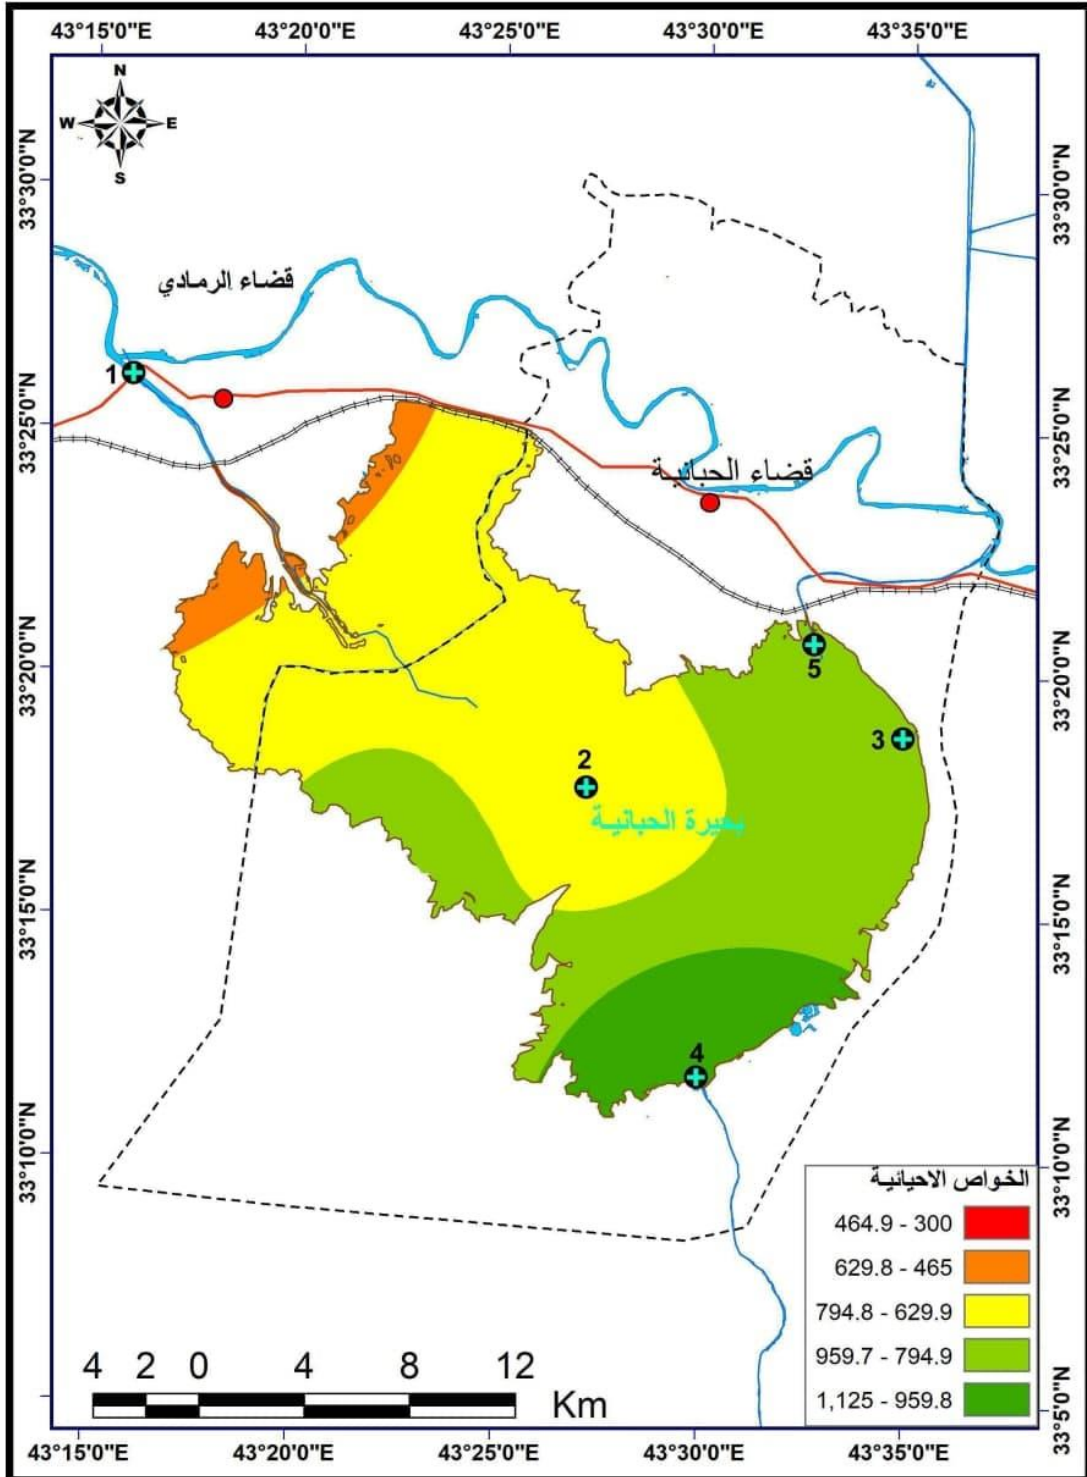 43°15'0"E 43°20'0"E 43°25'0"E 43°30'0"E 43°35'0"E
N
W E
S
33°30'0"N
33°30'0"N
قضاء الرمادي
1
33°25'0"N
33°25'0"N
قضاء الحبانية
33°20'0"N
33°20'0"N
5
3
2
بحيرة الحبانية
33°15'0"N
33°15'0"N
4
33°10'0"N
33°10'0"N
الخواص الاحيائية
464.9 - 300
629.8 - 465
794.8 - 629.9
959.7 - 794.9
1,125 - 959.8
4 2 0 4 8 12
Km
33°5'0"N
43°15'0"E 43°20'0"E 43°25'0"E 43°30'0"E 43°35'0"E